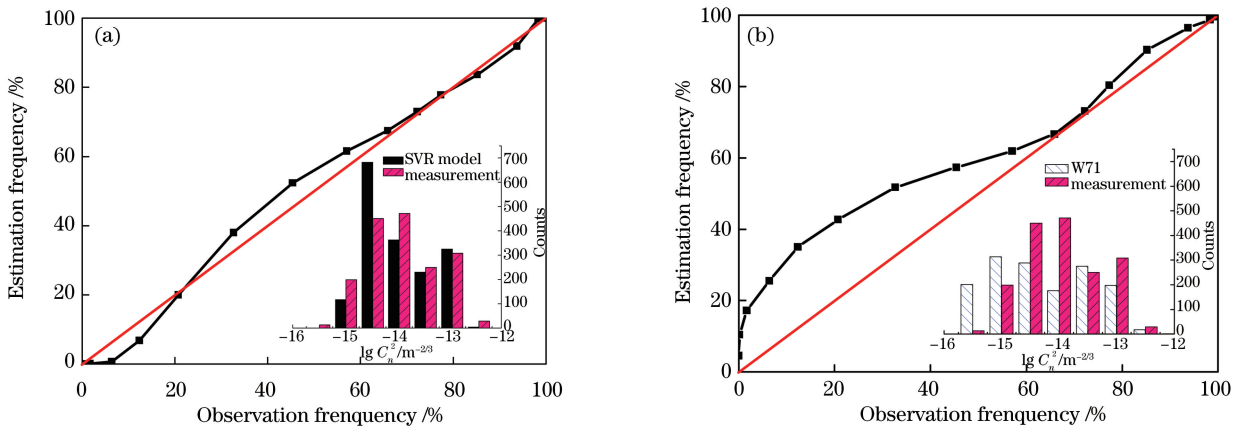 (a)
Estimation frequency /%
100
80
60
40
20
0
0 20 40 60 80 100
Observation frenquency /%
SVR model
measurement
700
600
500
400
300
200
100
0
Counts
−16 −15 −14 −13 −12
lg C_n^2/m^{−2/3}
(b)
Estimation frequency /%
100
80
60
40
20
0
0 20 40 60 80 100
Observation frenquency /%
W71
measurement
700
600
500
400
300
200
100
0
Counts
−16 −15 −14 −13 −12
lg C_n^2/m^{−2/3}